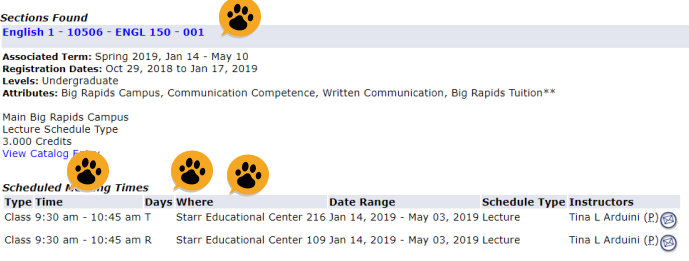 Sections Found
English 1 - 10506 - ENGL 150 - 001
Associated Term: Spring 2019, Jan 14 - May 10
Registration Dates: Oct 29, 2018 to Jan 17, 2019
Levels: Undergraduate
Attributes: Big Rapids Campus, Communication Competence, Written Communication, Big Rapids Tuition**
Main Big Rapids Campus
Lecture Schedule Type
3.000 Credits
View Catalog Entry
Scheduled Meeting Times
Type Time Days Where Date Range Schedule Type Instructors
Class 9:30 am - 10:45 am T Starr Educational Center 216 Jan 14, 2019 - May 03, 2019 Lecture Tina L Arduini (P)
Class 9:30 am - 10:45 am R Starr Educational Center 109 Jan 14, 2019 - May 03, 2019 Lecture Tina L Arduini (P)